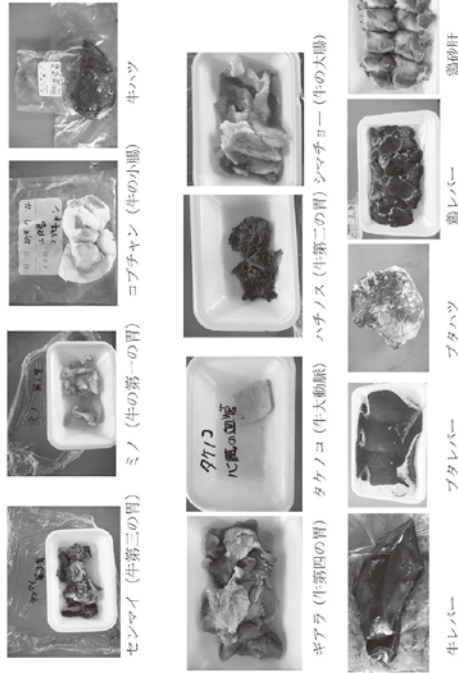 センマイ（牛第三の胃）
ミノ（牛の第一の胃）
コプチャン（牛の小腸）
牛ハツ
ギアラ（牛第四の胃）
タケノコ（牛大動脈）
ハチノス（牛第二の胃）
シマチョー（牛の大腸）
牛レバー
ブタレバー
ブタハツ
鶏レバー
鶏砂肝
タケノコ